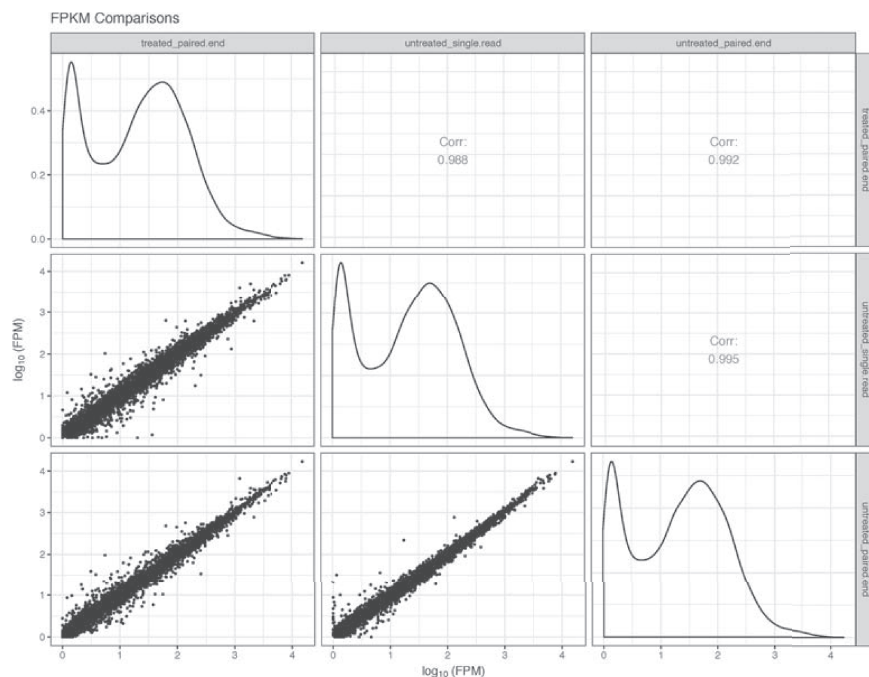 FPKM Comparisons
treated_paired.end
untreated_single.read
untreated_paired.end
0.4
0.2
0.0
Corr:
0.988
Corr:
0.992
treated_paired.end
log10 (FPM)
4
3
2
1
0
Corr:
0.995
untreated_single.read
4
3
2
1
0
untreated_paired.end
0
1
2
3
4
0
1
2
3
4
0
1
2
3
4
log10 (FPM)